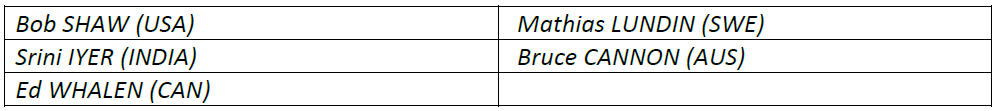 Bob SHAW (USA) Mathias LUNDIN (SWE)
Srini IYER (INDIA) Bruce CANNON (AUS)
Ed WHALEN (CAN)